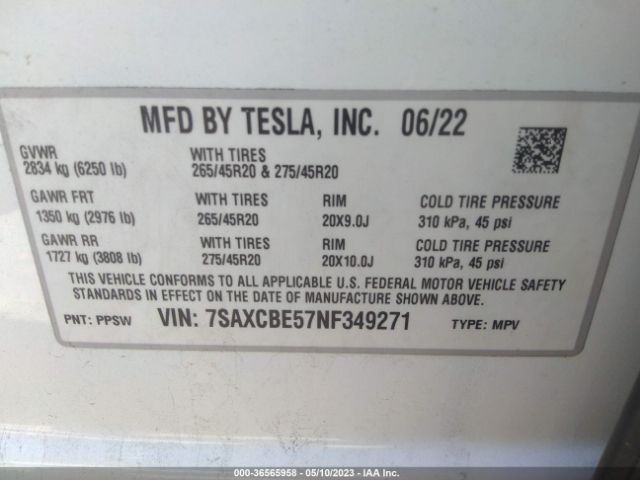 MFD BY TESLA, INC. 06/22
GVWR WITH TIRES
2834 kg (6250 lb) 265/45R20 & 275/45R20
GAWR FRT WITH TIRES RIM COLD TIRE PRESSURE
1350 kg (2976 lb) 265/45R20 20X9.0J 310 kPa, 45 psi
GAWR RR WITH TIRES RIM COLD TIRE PRESSURE
1727 kg (3808 lb) 275/45R20 20X10.0J 310 kPa, 45 psi
THIS VEHICLE CONFORMS TO ALL APPLICABLE U.S. FEDERAL MOTOR VEHICLE SAFETY
STANDARDS IN EFFECT ON THE DATE OF MANUFACTURE SHOWN ABOVE.
PNT: PPSW VIN: 7SAXCBE57NF349271 TYPE: MPV
000-36565958 - 05/10/2023 - IAA Inc.